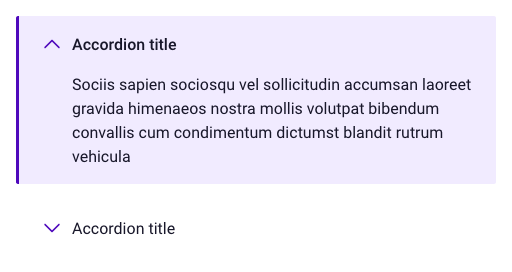 Accordion title
Sociis sapien sociosqu vel sollicitudin accumsan laoreet
gravida himenaeos nostra mollis volutpat bibendum
convallis cum condimentum dictumst blandit rutrum
vehicula
Accordion title